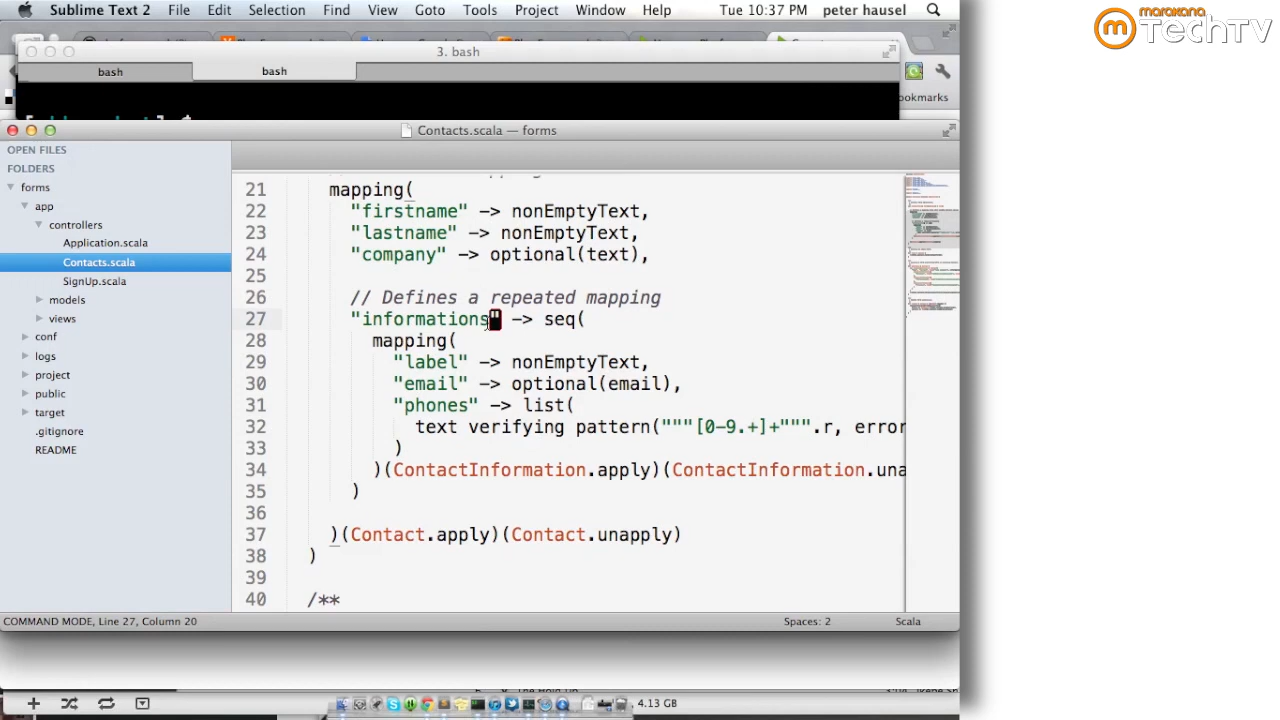 Sublime Text 2 File Edit Selection Find View Goto Tools Project Window Help Tue 10:37 PM peter hausel
marakana
TechTV
3. bash
bash bash
ookmarks
Contacts.scala — forms
OPEN FILES
FOLDERS
forms
app
controllers
Application.scala
Contacts.scala
SignUp.scala
models
views
conf
logs
project
public
target
.gitignore
README
21 mapping(
22 "firstname" -> nonEmptyText,
23 "lastname" -> nonEmptyText,
24 "company" -> optional(text),
25
26 // Defines a repeated mapping
27 "informations" -> seq(
28 mapping(
29 "label" -> nonEmptyText,
30 "email" -> optional(email),
31 "phones" -> list(
32 text verifying pattern("""[0-9.+]+""".r, error
33 )
34 )(ContactInformation.apply)(ContactInformation.una
35 )
36
37 )(Contact.apply)(Contact.unapply)
38 )
39
40 /**
COMMAND MODE, Line 27, Column 20 Spaces: 2 Scala
4.13 GB